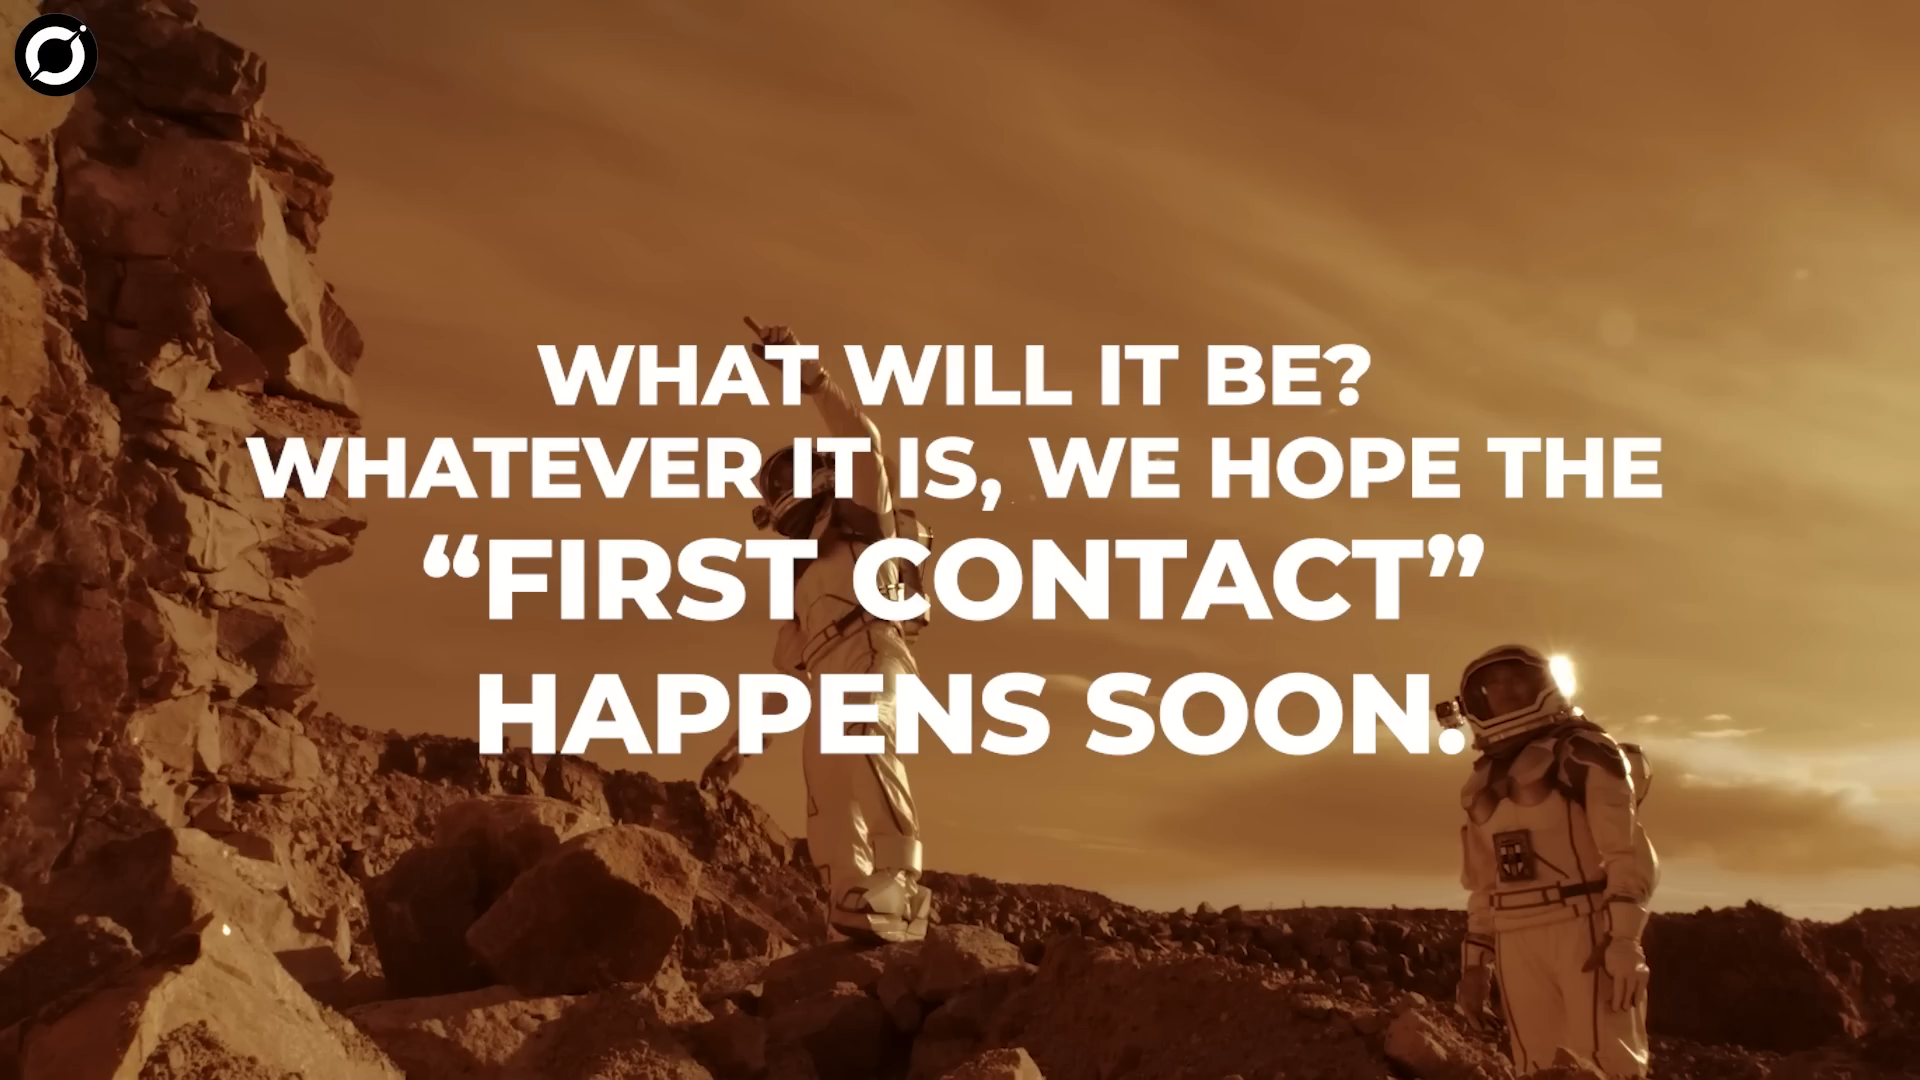 WHAT WILL IT BE?
WHATEVER IT IS, WE HOPE THE
“FIRST CONTACT”
HAPPENS SOON.